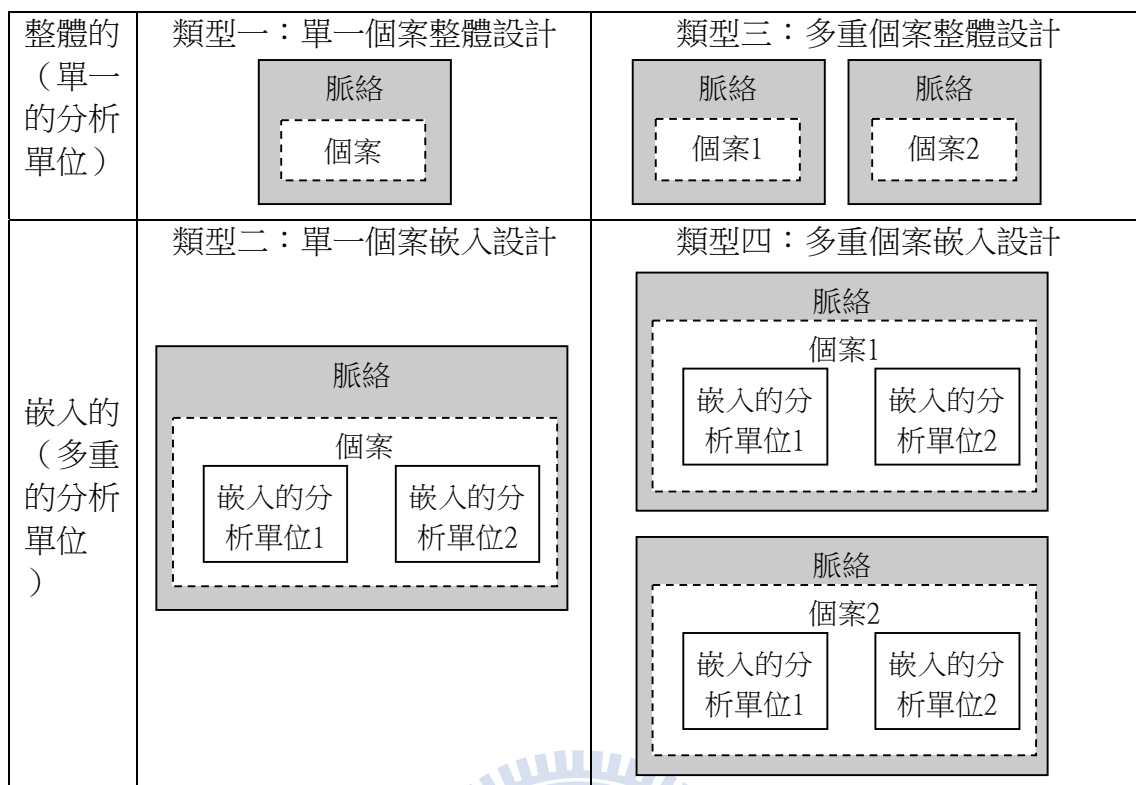 整體的
（單一
的分析
單位）
類型一：單一個案整體設計
脈絡
個案
類型三：多重個案整體設計
脈絡
個案1
脈絡
個案2
嵌入的
（多重
的分析
單位
）
類型二：單一個案嵌入設計
脈絡
個案
嵌入的分
析單位1
嵌入的分
析單位2
類型四：多重個案嵌入設計
脈絡
個案1
嵌入的分
析單位1
嵌入的分
析單位2
脈絡
個案2
嵌入的分
析單位1
嵌入的分
析單位2